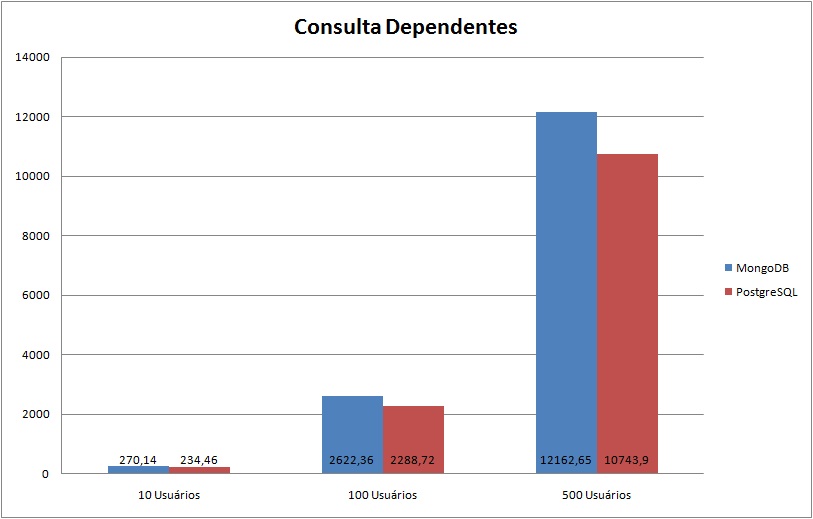 Consulta Dependentes
14000
12000
10000
8000
6000
4000
2000
0
270,14 234,46 2622,36 2288,72 12162,65 10743,9
10 Usuários 100 Usuários 500 Usuários
MongoDB
PostgreSQL